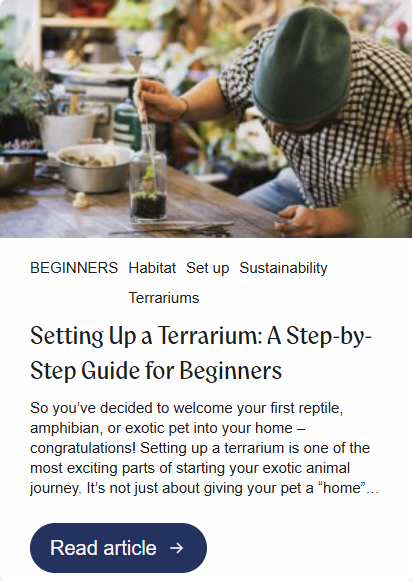 BEGINNERS Habitat Set up Sustainability
Terrariums
Setting Up a Terrarium: A Step-by-
Step Guide for Beginners
So you’ve decided to welcome your first reptile,
amphibian, or exotic pet into your home –
congratulations! Setting up a terrarium is one of the
most exciting parts of starting your exotic animal
journey. It’s not just about giving your pet a “home”…
Read article →